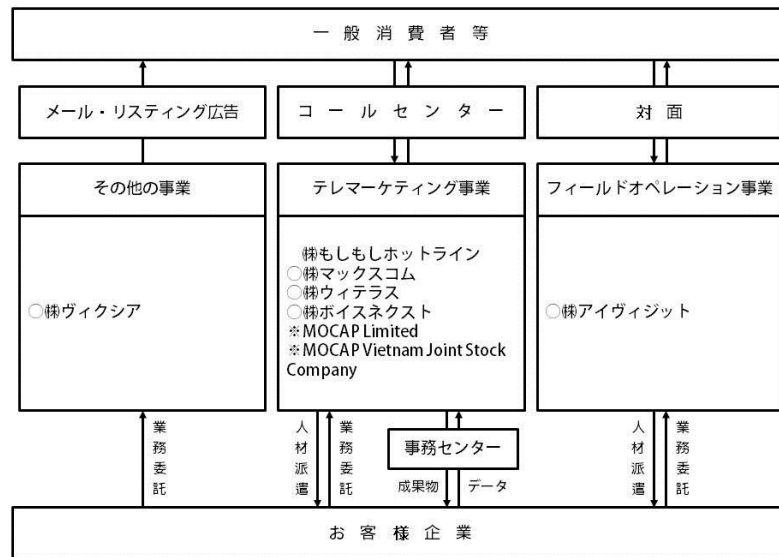 一般消費者等
メール・リスティング広告
コールセンター
対面
その他の事業
テレマーケティング事業
フィールドオペレーション事業
○㈱ヴィクシア
㈱もしもしホットライン
○㈱マックスコム
○㈱ウィテラス
○㈱ボイスネクスト
※MOCAP Limited
※MOCAP Vietnam Joint Stock
Company
○㈱アイヴィジット
業務委託
人材派遣
業務委託
事務センター
成果物
データ
人材派遣
業務委託
お客様企業